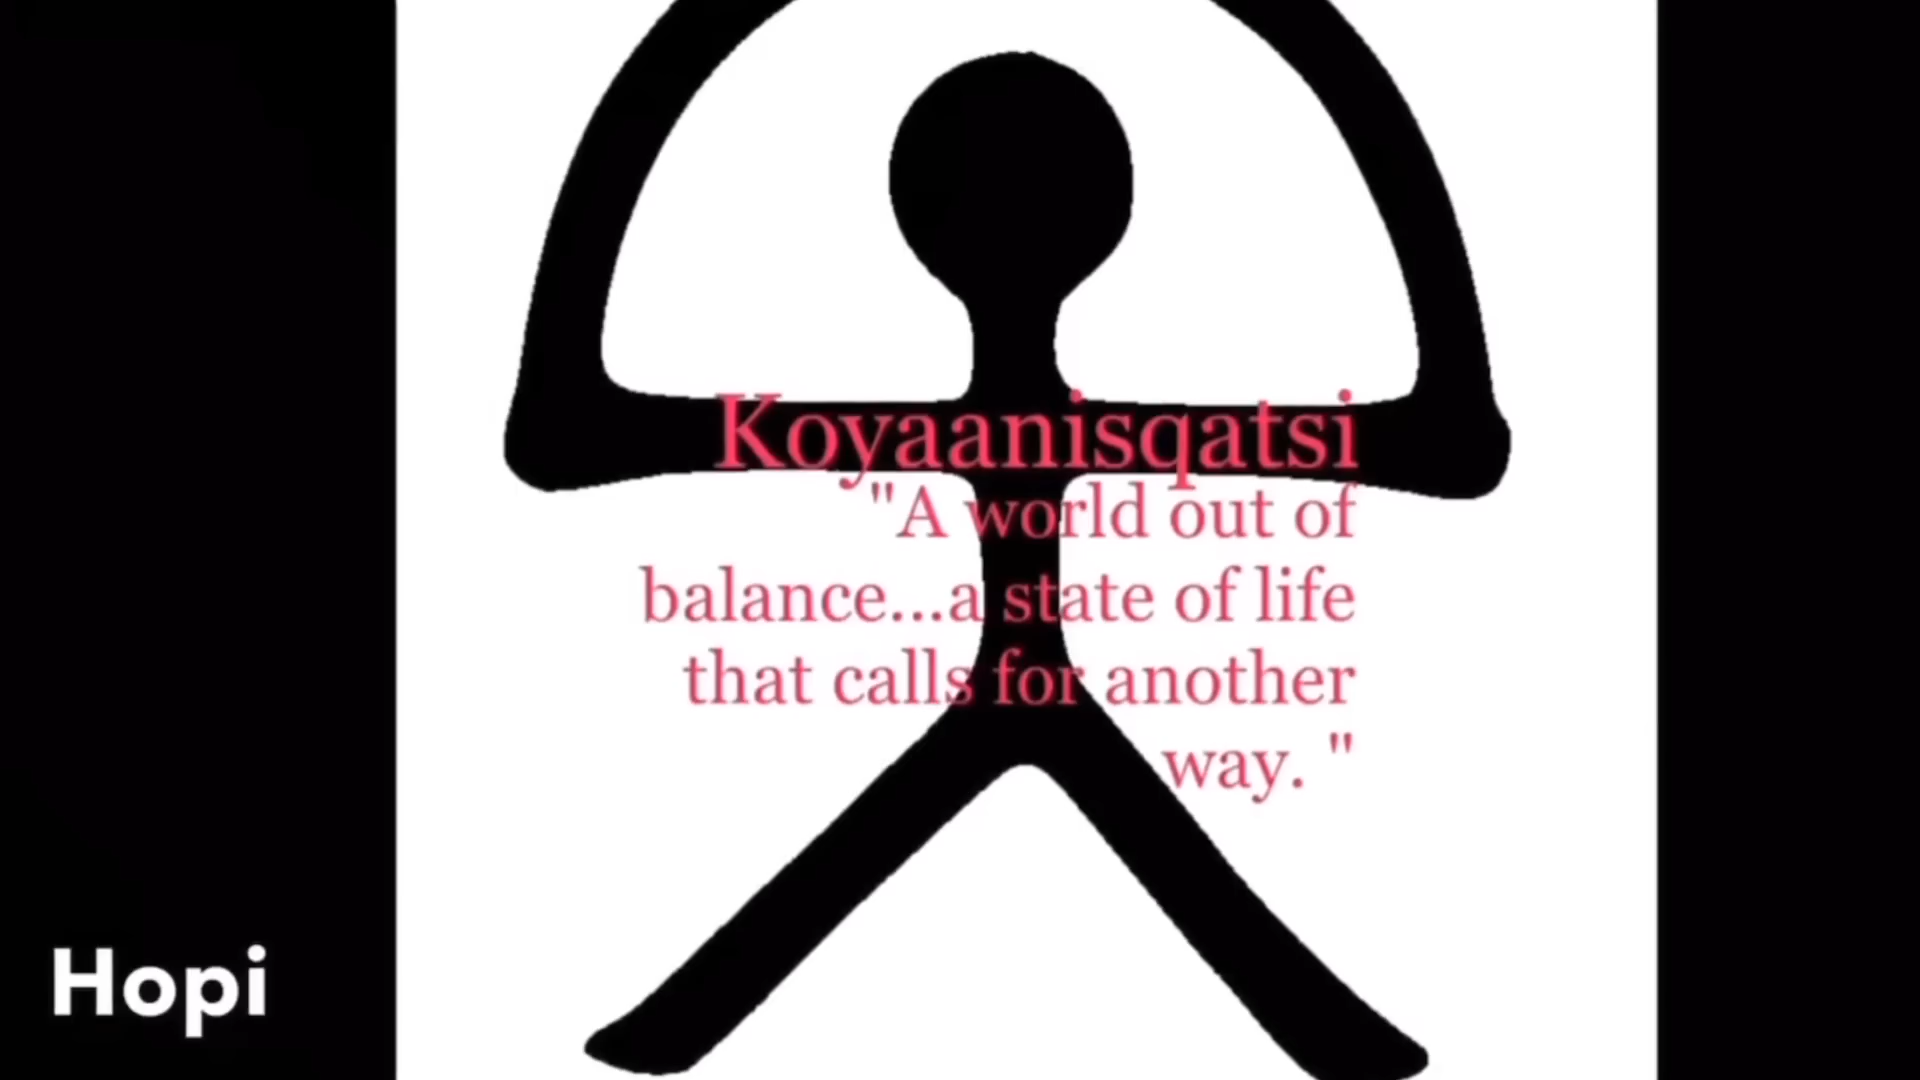 Koyaanisqatsi
"A world out of
balance...a state of life
that calls for another
way. "
Hopi